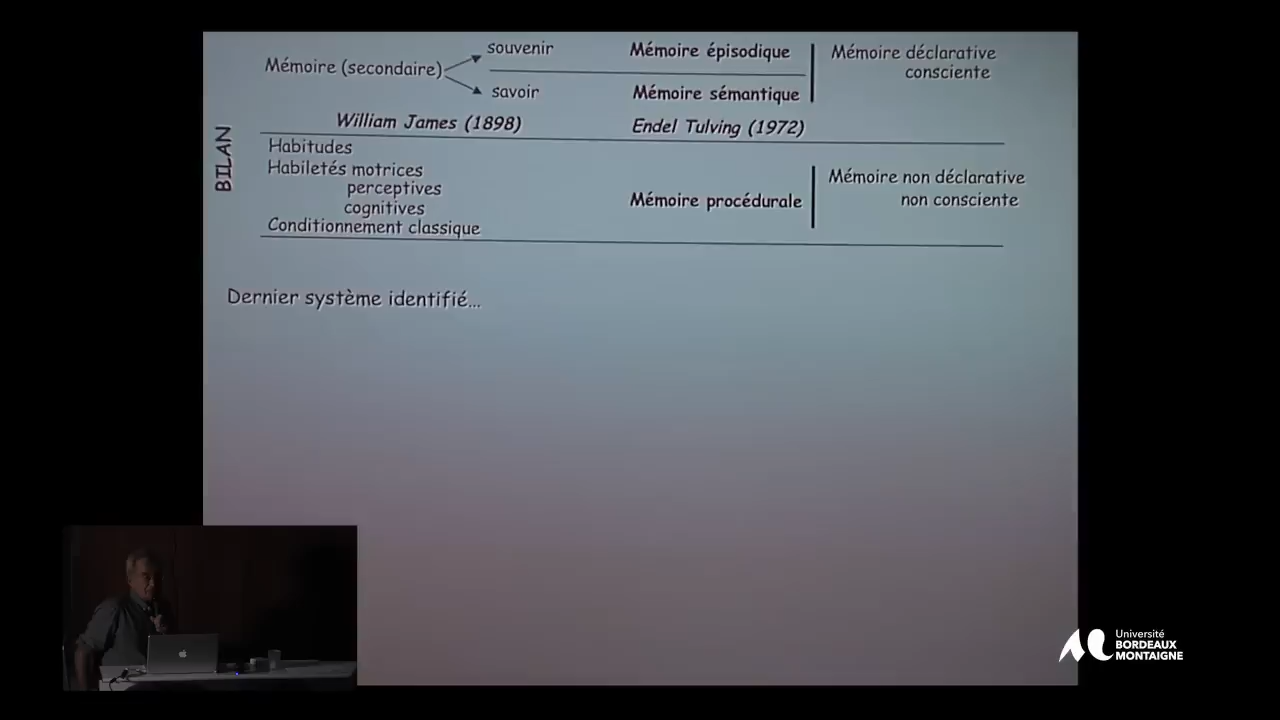 souvenir
Mémoire épisodique
Mémoire déclarative
Mémoire (secondaire)
consciente
savoir
Mémoire sémantique
William James (1898)
Endel Tulving (1972)
BILAN
Habitudes
Habiletés motrices
perceptives
cognitives
Conditionnement classique
Mémoire procédurale
Mémoire non déclarative
non consciente
Dernier système identifié...
Université
BORDEAUX
MONTAIGNE